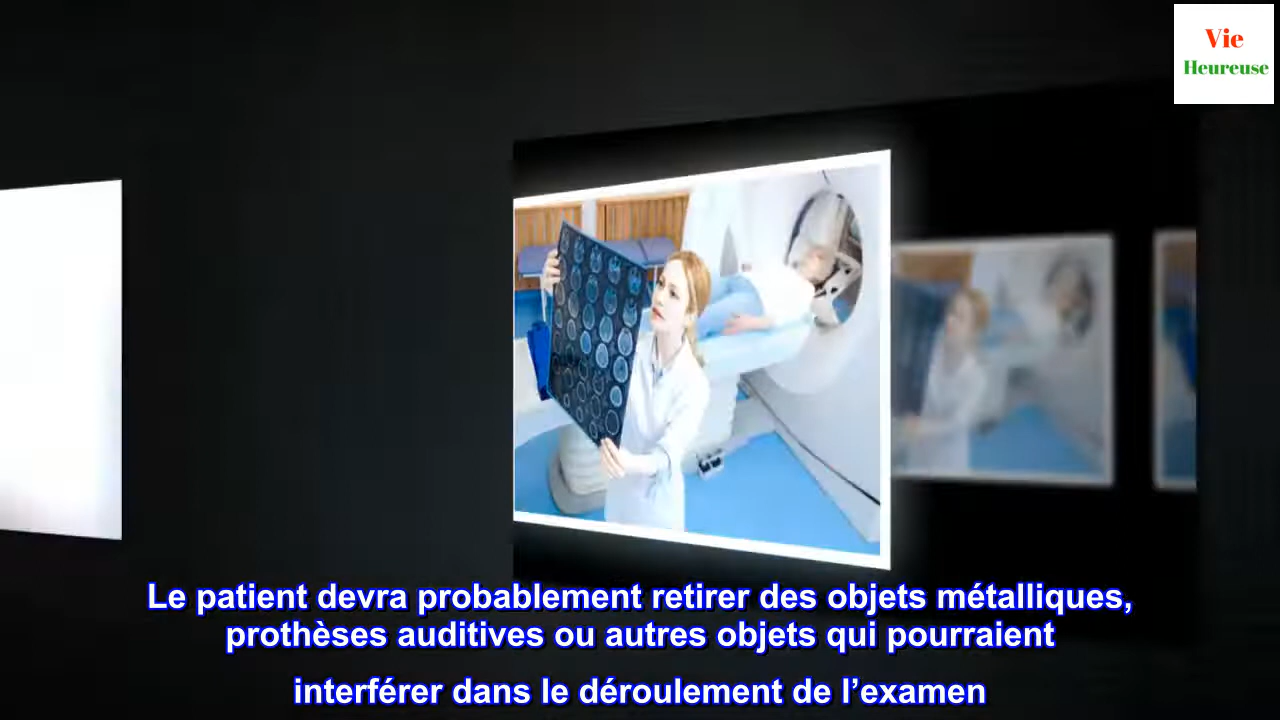 Vie
Heureuse
Le patient devra probablement retirer des objets métalliques,
prothèses auditives ou autres objets qui pourraient
interférer dans le déroulement de l’examen